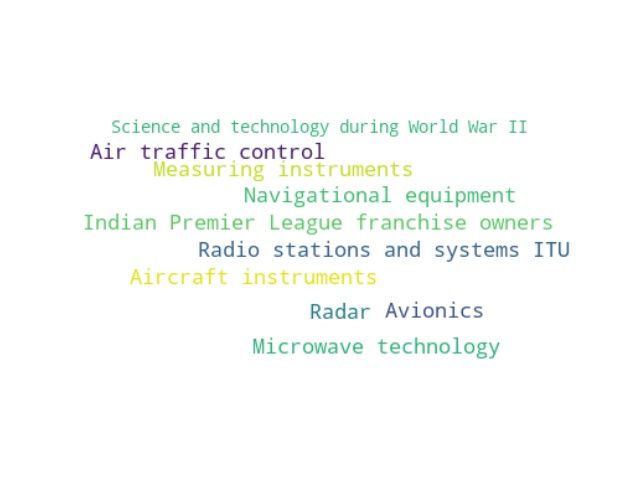 Science and technology during World War II
Air traffic control
Measuring instruments
Navigational equipment
Indian Premier League franchise owners
Radio stations and systems ITU
Aircraft instruments
Radar Avionics
Microwave technology